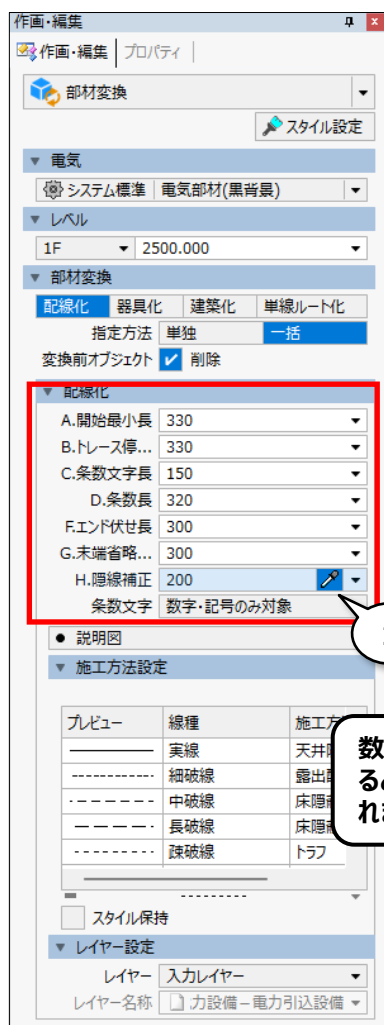 作画・編集
作画・編集 プロパティ
部材変換
スタイル設定
電気
システム標準 電気部材(黒背景)
レベル
1F 2500.000
部材変換
配線化 器具化 建築化 単線ルート化
指定方法 単独 一括
変換前オブジェクト 削除
配線化
A.開始最小長 330
B.トレース停... 330
C.条数文字長 150
D.条数長 320
F.エンド伏せ長 300
G.末端省略... 300
H.隠線補正 200
条数文字 数字・記号のみ対象
● 説明図
施工方法設定
プレビュー 線種 施工方
実線 天井
細破線 露出
中破線 床隠
長破線 床隠
疎破線 トラフ
数
る
れ
スタイル保持
レイヤー設定
レイヤー 入力レイヤー
レイヤー名称 力設備－電力引込設備